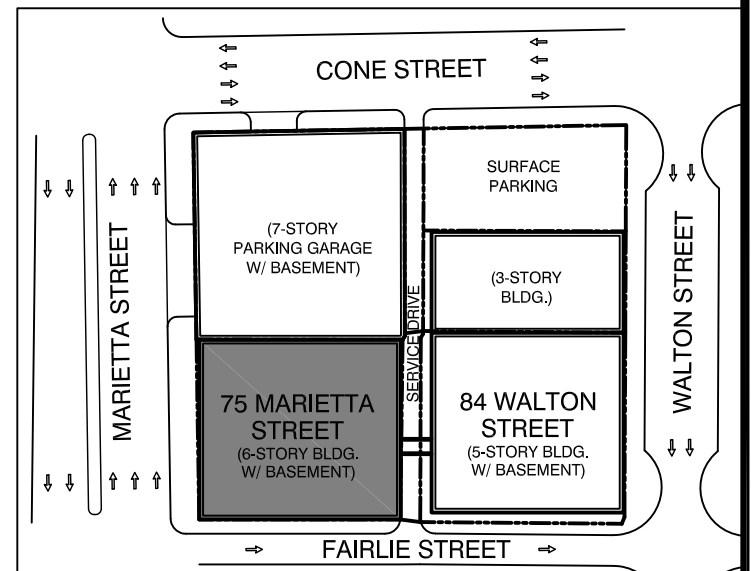 CONE STREET
SURFACE
PARKING
(7-STORY
PARKING GARAGE
W/ BASEMENT)
(3-STORY
BLDG.)
MARIETTA STREET
SERVICE DRIVE
WALTON STREET
75 MARIETTA
STREET
(6-STORY BLDG.
W/ BASEMENT)
84 WALTON
STREET
(5-STORY BLDG.
W/ BASEMENT)
FAIRLIE STREET